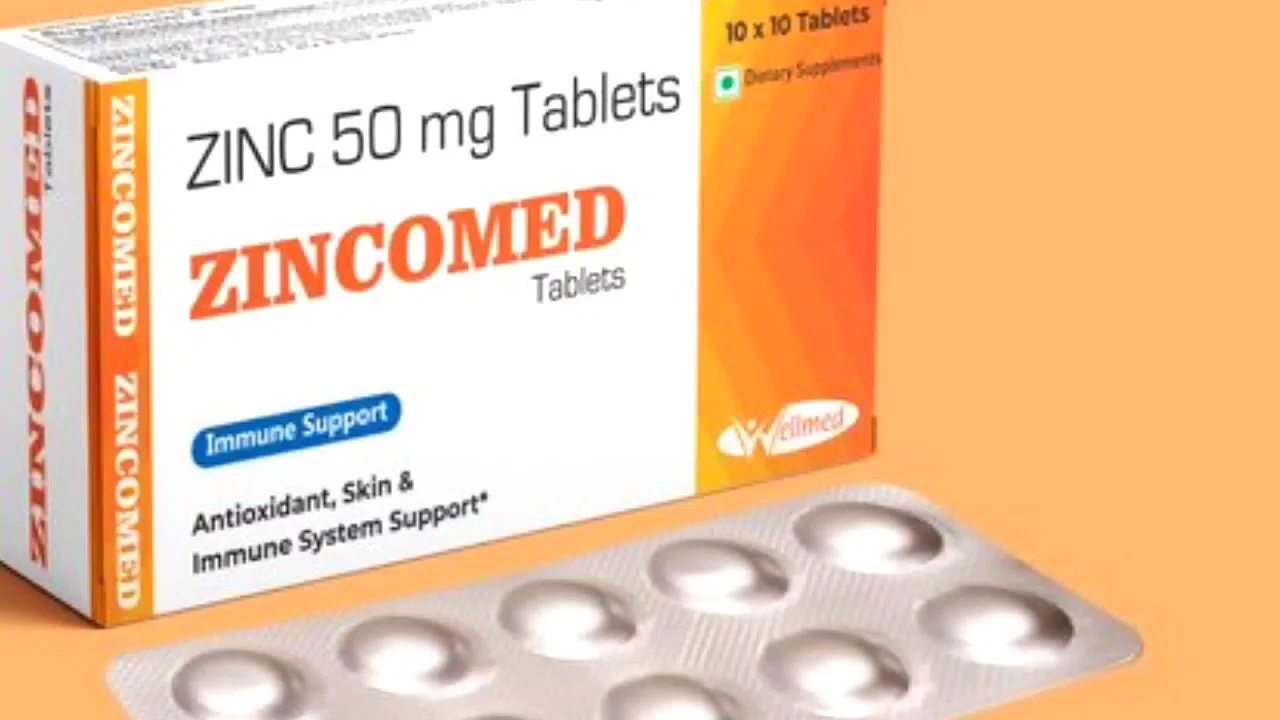 ZINC 50 mg Tablets
ZINCOMED
Tablets
Immune Support
Antioxidant, Skin &
Immune System Support*
10 x 10 Tablets
Dietary Supplements
Wellmed
ZINCOMED
Tablets
ZINCOMED ZINCOMED